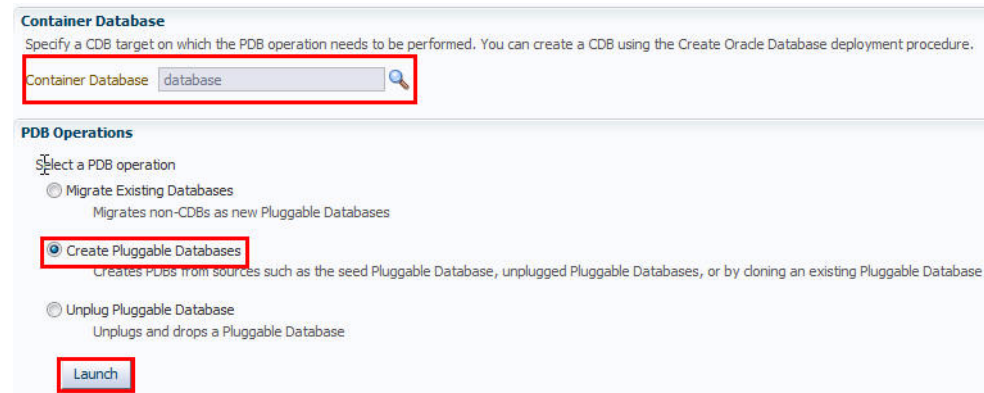 Container Database
Specify a CDB target on which the PDB operation needs to be performed. You can create a CDB using the Create Oracle Database deployment procedure.
Container Database database
PDB Operations
Select a PDB operation
Migrate Existing Databases
Migrates non-CDBs as new Pluggable Databases
Create Pluggable Databases
Creates PDBs from sources such as the seed Pluggable Database, unplugged Pluggable Databases, or by cloning an existing Pluggable Database
Unplug Pluggable Database
Unplugs and drops a Pluggable Database
Launch